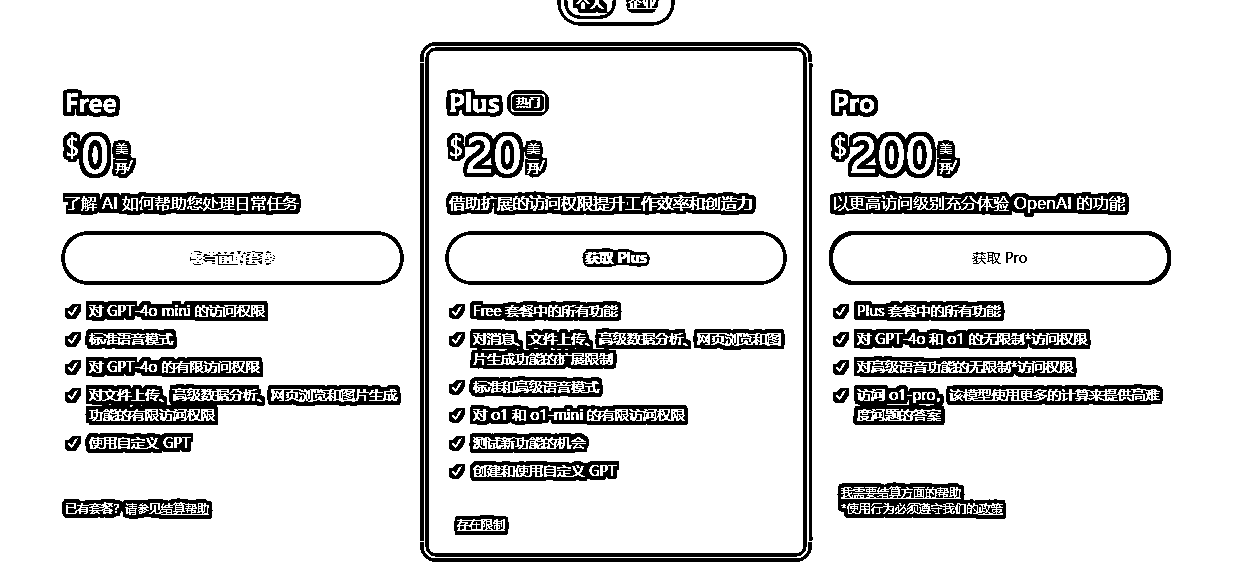 个人 企业
Free
$0 美元/
了解 AI 如何帮助您处理日常任务
对 GPT-4o mini 的访问权限
标准语音模式
对 GPT-4o 的有限访问权限
对文件上传、高级数据分析、网页浏览和图片生成
功能的有限访问权限
使用自定义 GPT
已有套餐？请参见结算帮助
Plus 热门
$20 美元/
借助扩展的访问权限提升工作效率和创造力
获取 Plus
Free 套餐中的所有功能
对消息、文件上传、高级数据分析、网页浏览和图
片生成功能的扩展限制
标准和高级语音模式
对 o1 和 o1-mini 的有限访问权限
测试新功能的机会
创建和使用自定义 GPT
存在限制
Pro
$200 美元/
以更高访问级别充分体验 OpenAI 的功能
获取 Pro
Plus 套餐中的所有功能
对 GPT-4o 和 o1 的无限制*访问权限
对高级语音功能的无限制*访问权限
访问 o1-pro，该模型使用更多的计算来提供高难
度问题的答案
我需要结算方面的帮助
*使用行为必须遵守我们的政策